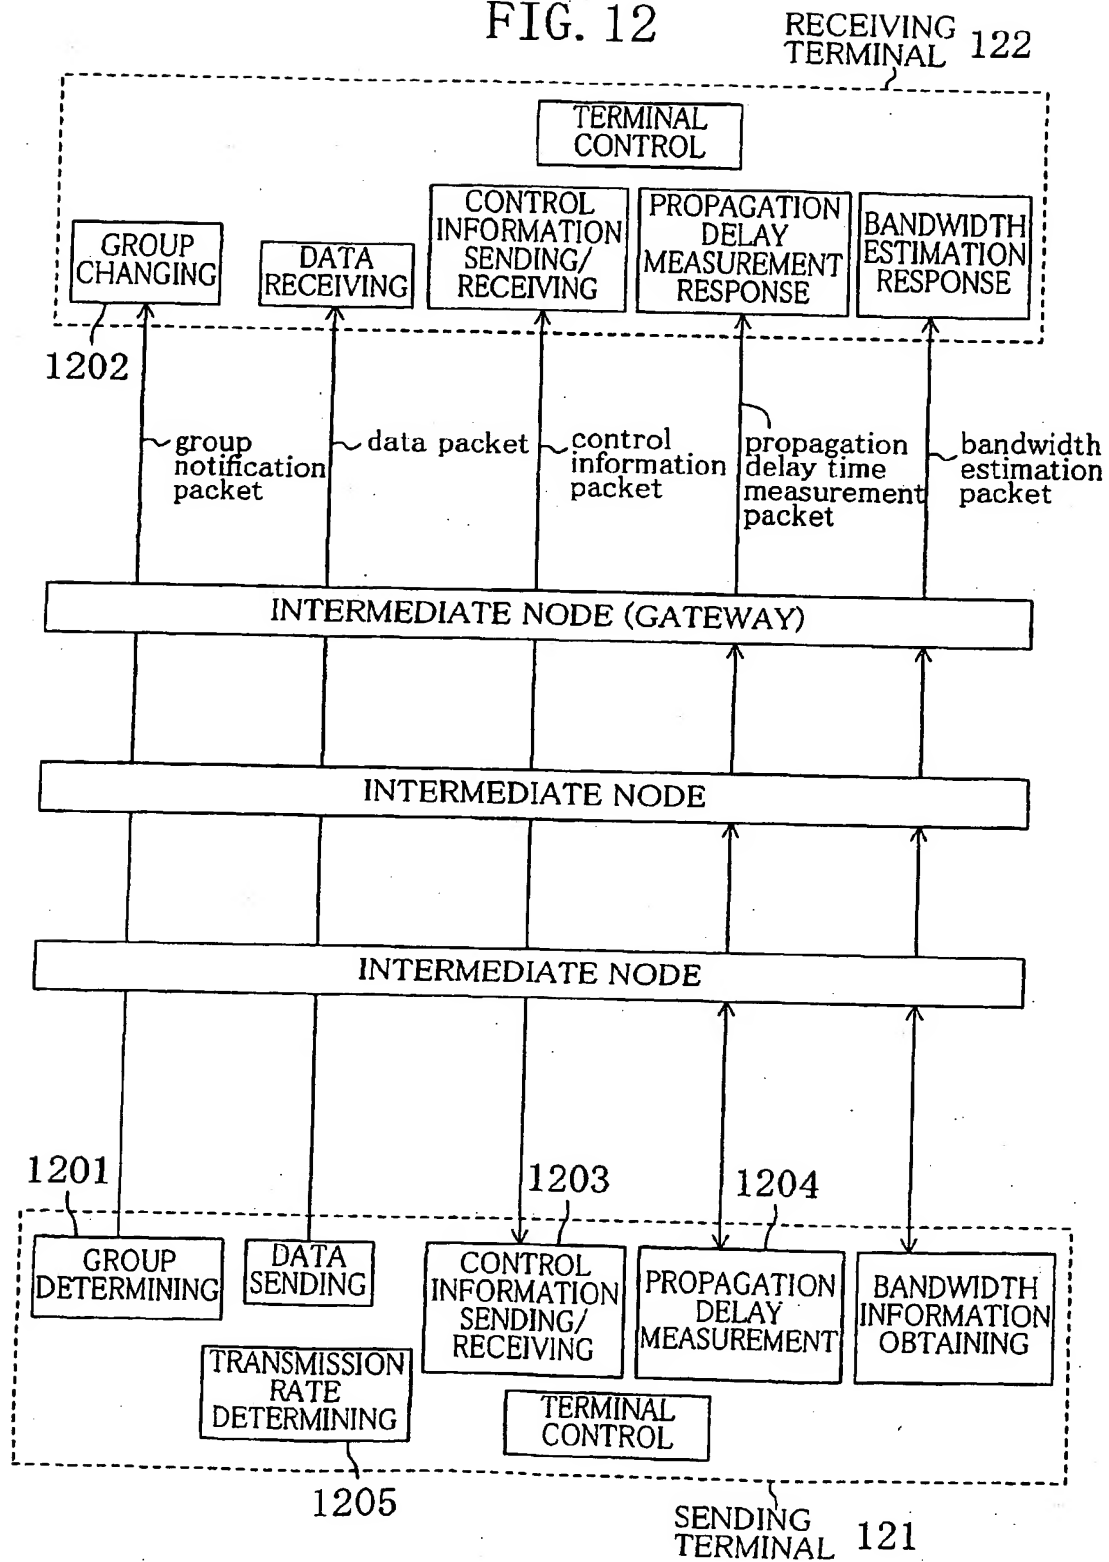 FIG. 12
RECEIVING
TERMINAL 122
TERMINAL
CONTROL
GROUP
CHANGING
DATA
RECEIVING
CONTROL
INFORMATION
SENDING/
RECEIVING
PROPAGATION
DELAY
MEASUREMENT
RESPONSE
BANDWIDTH
ESTIMATION
RESPONSE
1202
group
notification
packet
data packet
control
information
packet
propagation
delay time
measurement
packet
bandwidth
estimation
packet
INTERMEDIATE NODE (GATEWAY)
INTERMEDIATE NODE
INTERMEDIATE NODE
1201
1203
1204
GROUP
DETERMINING
DATA
SENDING
CONTROL
INFORMATION
SENDING/
RECEIVING
PROPAGATION
DELAY
MEASUREMENT
BANDWIDTH
INFORMATION
OBTAINING
TRANSMISSION
RATE
DETERMINING
TERMINAL
CONTROL
1205
SENDING
TERMINAL 121